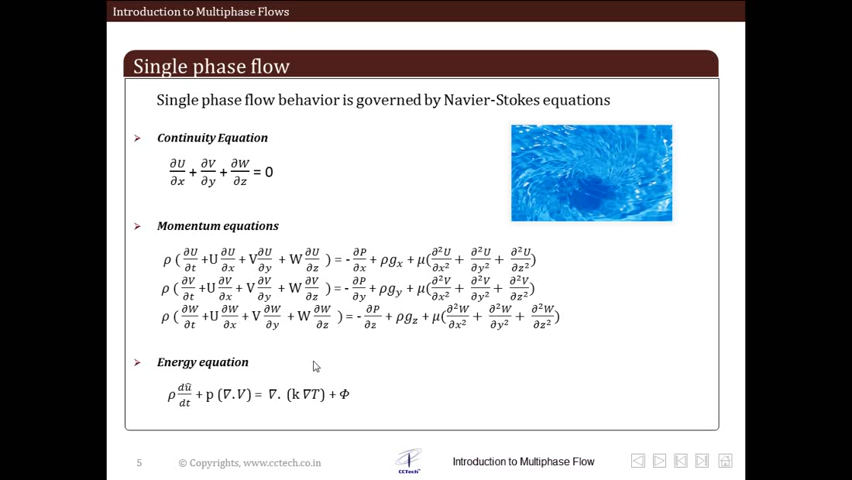 Introduction to Multiphase Flows
Single phase flow
Single phase flow behavior is governed by Navier-Stokes equations
Continuity Equation
∂U/∂x + ∂V/∂y + ∂W/∂z = 0
Momentum equations
ρ ( ∂U/∂t +U ∂U/∂x + V ∂U/∂y + W ∂U/∂z ) = - ∂P/∂x + ρgₓ + μ( ∂²U/∂x² + ∂²U/∂y² + ∂²U/∂z² )
ρ ( ∂V/∂t +U ∂V/∂x + V ∂V/∂y + W ∂V/∂z ) = - ∂P/∂y + ρg_y + μ( ∂²V/∂x² + ∂²V/∂y² + ∂²V/∂z² )
ρ ( ∂W/∂t +U ∂W/∂x + V ∂W/∂y + W ∂W/∂z ) = - ∂P/∂z + ρg_z + μ( ∂²W/∂x² + ∂²W/∂y² + ∂²W/∂z² )
Energy equation
ρ dû/dt + p (∇.V) = ∇. (k ∇T) + Φ
5 © Copyrights, www.cctech.co.in CCTech Introduction to Multiphase Flow